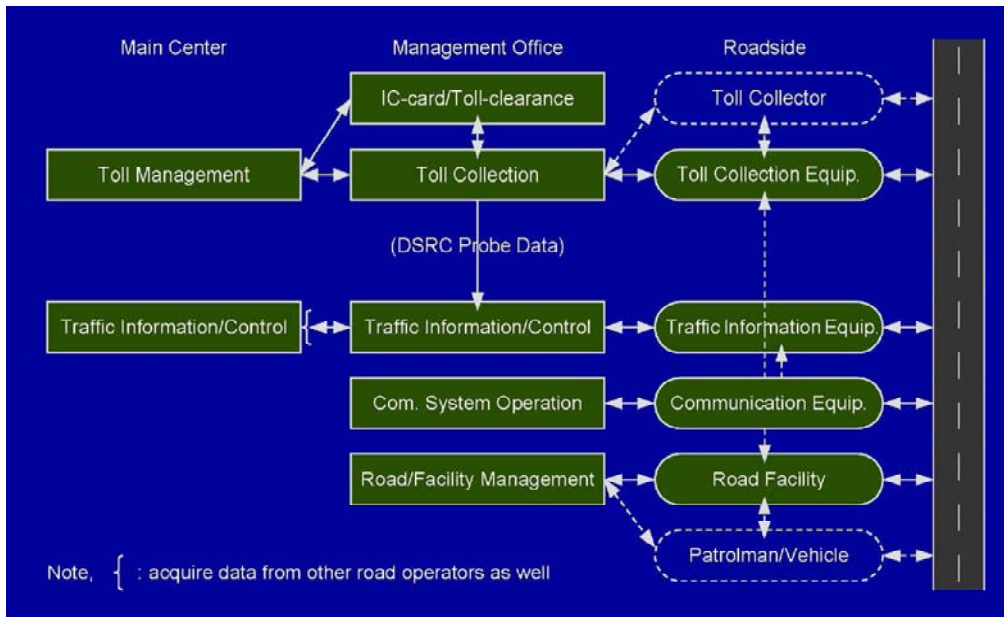 Main Center
Management Office
Roadside
IC-card/Toll-clearance
Toll Collector
Toll Management
Toll Collection
Toll Collection Equip.
(DSRC Probe Data)
Traffic Information/Control
Traffic Information/Control
Traffic Information Equip.
Com. System Operation
Communication Equip.
Road/Facility Management
Road Facility
Patrolman/Vehicle
Note, { : acquire data from other road operators as well